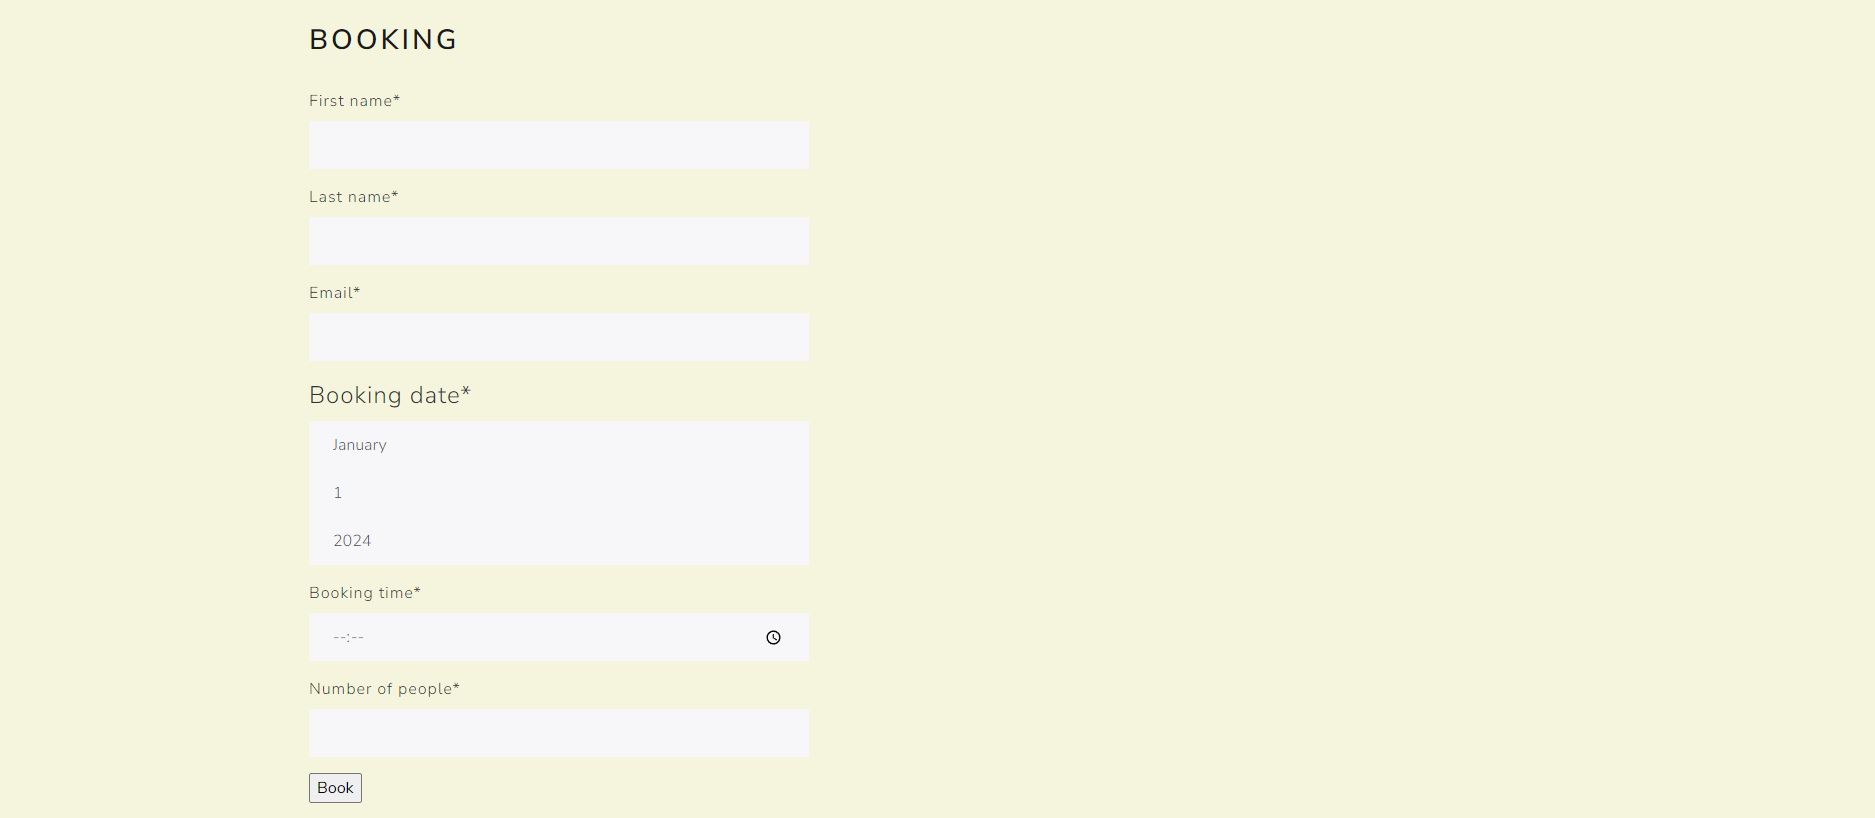 BOOKING
First name*
Last name*
Email*
Booking date*
January
1
2024
Booking time*
--:--
Number of people*
Book